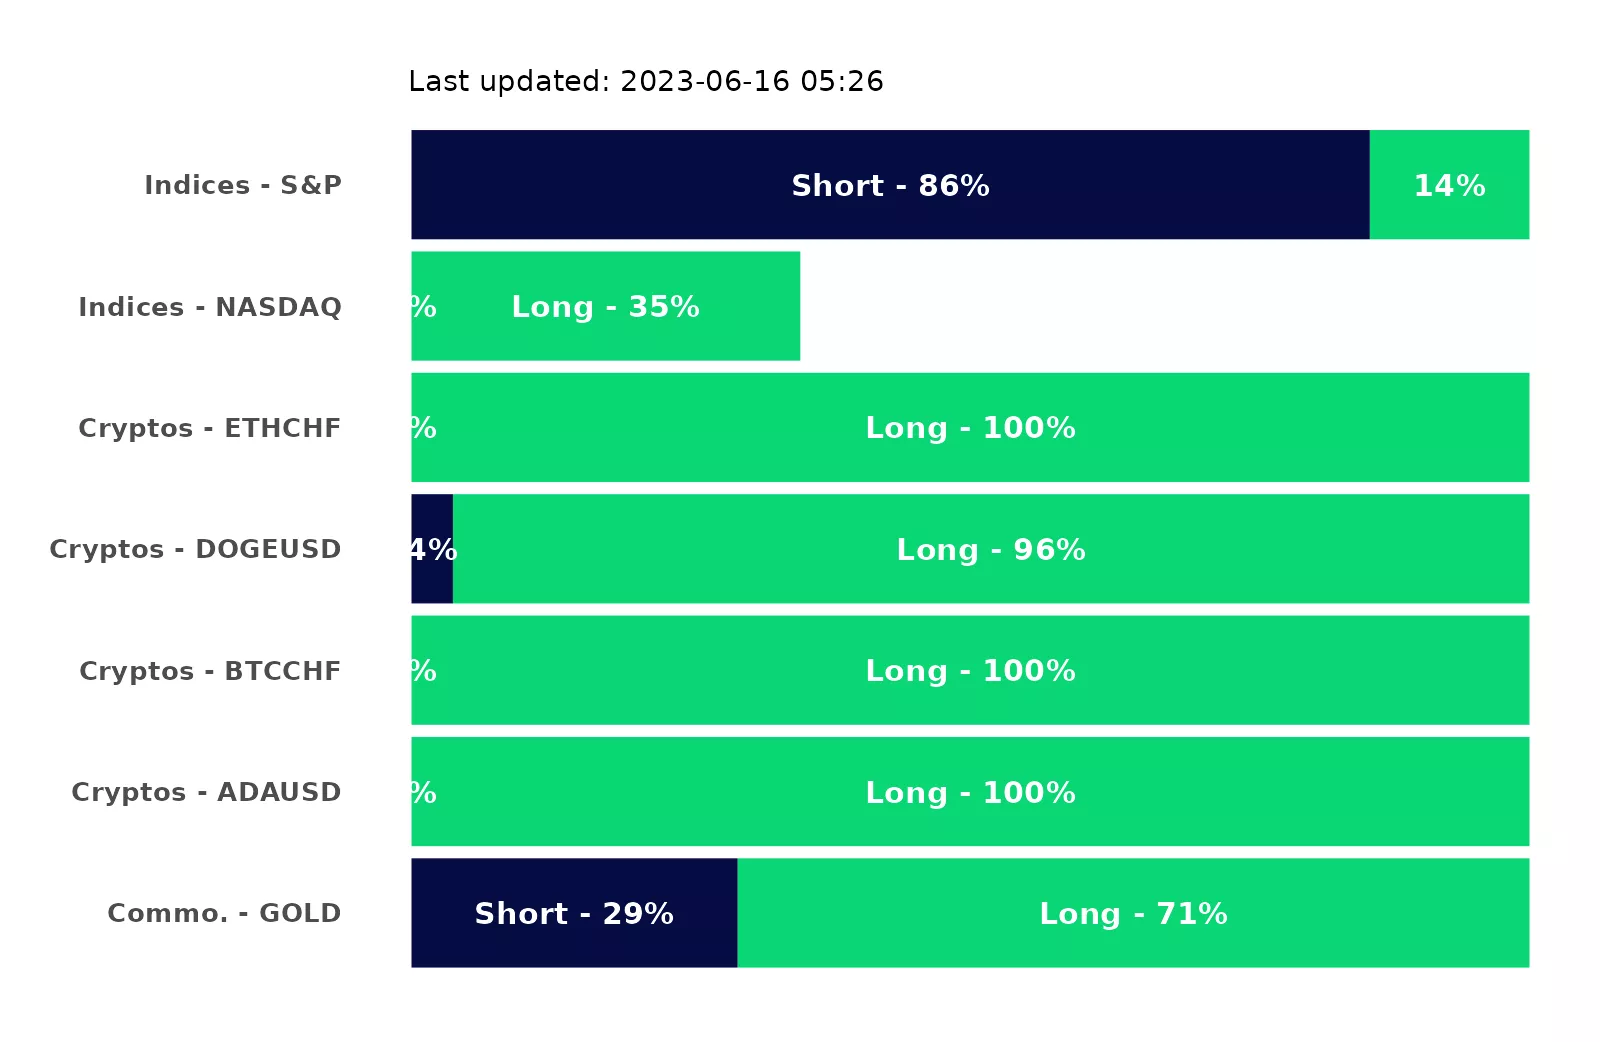 Last updated: 2023-06-16 05:26
Indices - S&P Short - 86% 14%
Indices - NASDAQ % Long - 35%
Cryptos - ETHCHF % Long - 100%
Cryptos - DOGEUSD 4% Long - 96%
Cryptos - BTCCHF % Long - 100%
Cryptos - ADAUSD % Long - 100%
Commo. - GOLD Short - 29% Long - 71%